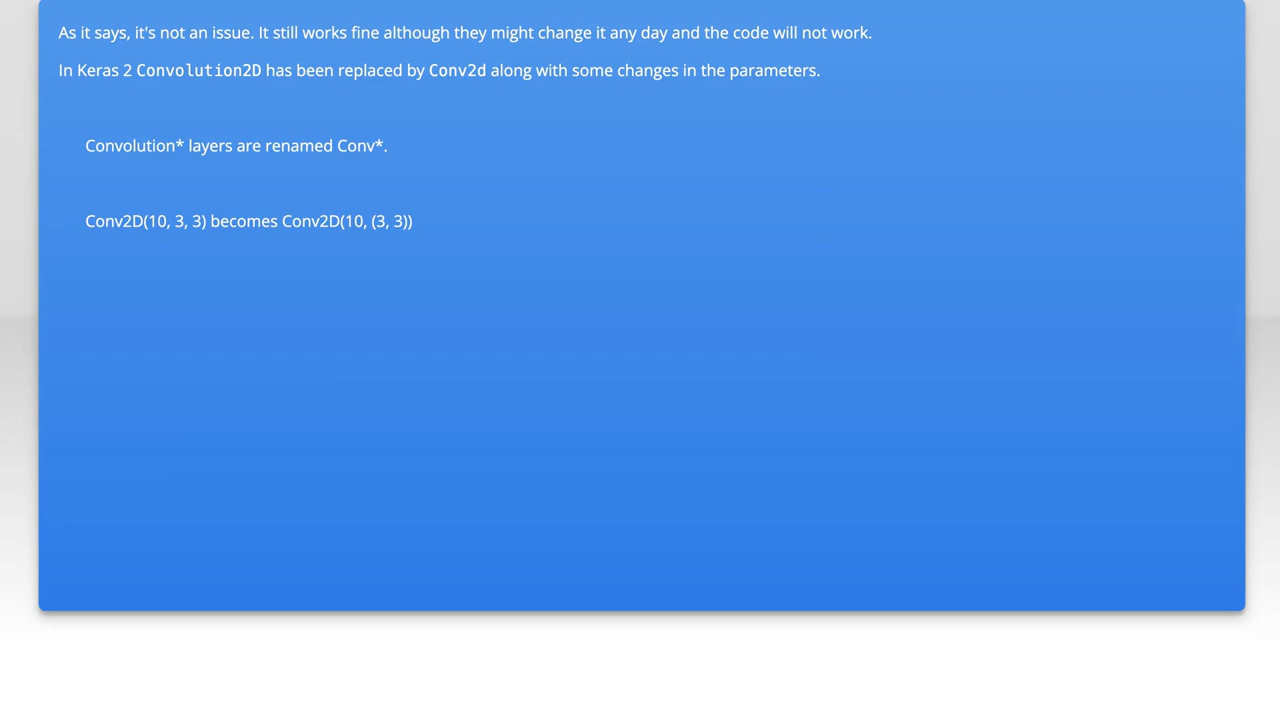 As it says, it's not an issue. It still works fine although they might change it any day and the code will not work.
In Keras 2 Convolution2D has been replaced by Conv2d along with some changes in the parameters.
Convolution* layers are renamed Conv*.
Conv2D(10, 3, 3) becomes Conv2D(10, (3, 3))